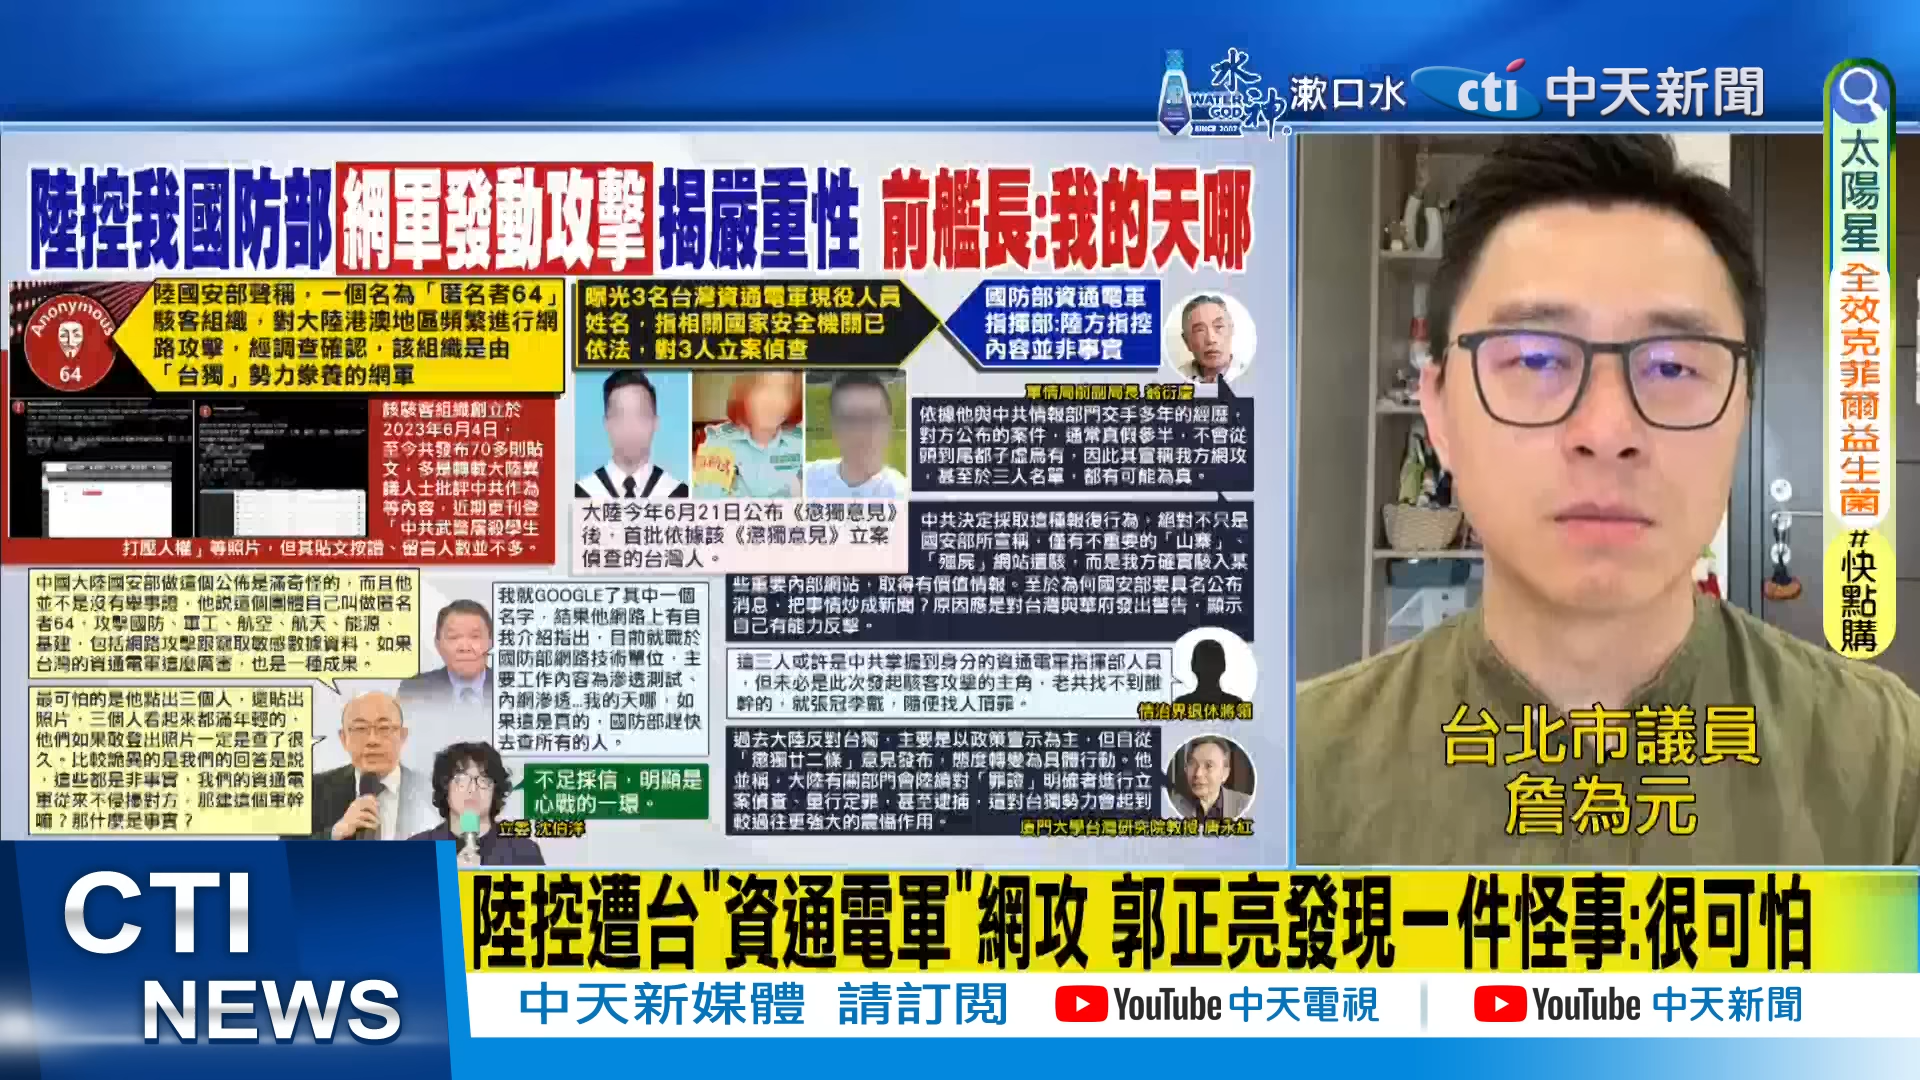 水神
WATER GOD
SINCE 2007
漱口水
cti 中天新聞
太陽星
全效克菲爾益生菌
#快點購
陸控我國防部網軍發動攻擊 揭嚴重性 前艦長:我的天哪
Anonymous
64
陸國安部聲稱，一個名為「匿名者64」
駭客組織，對大陸港澳地區頻繁進行網
路攻擊，經調查確認，該組織是由
「台獨」勢力豢養的網軍
該駭客組織創立於
2023年6月4日，
至今共發布70多則貼
文，多是轉載大陸異
議人士批評中共作為
等內容，近期更刊登
「中共武警屠殺學生
打壓人權」等照片，但其貼文按讚、留言人數並不多。
曝光3名台灣資通電軍現役人員
姓名，指相關國家安全機關已
依法，對3人立案偵查
大陸今年6月21日公布《懲獨意見》
後，首批依據該《懲獨意見》立案
偵查的台灣人。
國防部資通電軍
指揮部:陸方指控
內容並非事實
軍情局前副局長 翁衍慶
依據他與中共情報部門交手多年的經歷，
對方公布的案件，通常真假參半，不會從
頭到尾都子虛烏有，因此其宣稱我方網攻
，甚至於三人名單，都有可能為真。
中共決定採取這種報復行為，絕對不只是
國安部所宣稱，僅有不重要的「山寨」、
「殭屍」網站遭駭，而是我方確實駭入某
些重要內部網站，取得有價值情報。至於為何國安部要具名公布
消息，把事情炒成新聞？原因應是對台灣與華府發出警告，顯示
自己有能力反擊。
這三人或許是中共掌握到身分的資通電軍指揮部人員
，但未必是此次發起駭客攻擊的主角，老共找不到誰
幹的，就張冠李戴，隨便找人頂罪。
情治界退休將領
過去大陸反對台獨，主要是以政策宣示為主，但自從
「懲獨廿二條」意見發布，態度轉變為具體行動。他
並稱，大陸有關部門會陸續對「罪證」明確者進行立
案偵查、量行定罪，甚至逮捕，這對台獨勢力會起到
較過往更強大的震懾作用。
廈門大學台灣研究院教授 唐永紅
中國大陸國安部做這個公佈是滿奇怪的，而且他
並不是沒有舉事證，他說這個團體自己叫做匿名
者64，攻擊國防、軍工、航空、航天、能源、
基建，包括網路攻擊跟竊取敏感數據資料，如果
台灣的資通電軍這麼厲害，也是一種成果。
最可怕的是他點出三個人，還貼出
照片，三個人看起來都滿年輕的，
他們如果敢登出照片一定是查了很
久。比較詭異的是我們的回答是說
，這些都是非事實，我們的資通電
軍從來不侵擾對方，那建這個軍幹
嘛？那什麼是事實？
我就GOOGLE了其中一個
名字，結果他網路上有自
我介紹指出，目前就職於
國防部網路技術單位，主
要工作內容為滲透測試、
內網滲透...我的天哪，如
果這是真的，國防部趕快
去查所有的人。
不足採信，明顯是
心戰的一環。
立委 沈伯洋
台北市議員
詹為元
CTI
NEWS
陸控遭台"資通電軍"網攻 郭正亮發現一件怪事:很可怕
中天新媒體 請訂閱 YouTube 中天電視 YouTube 中天新聞